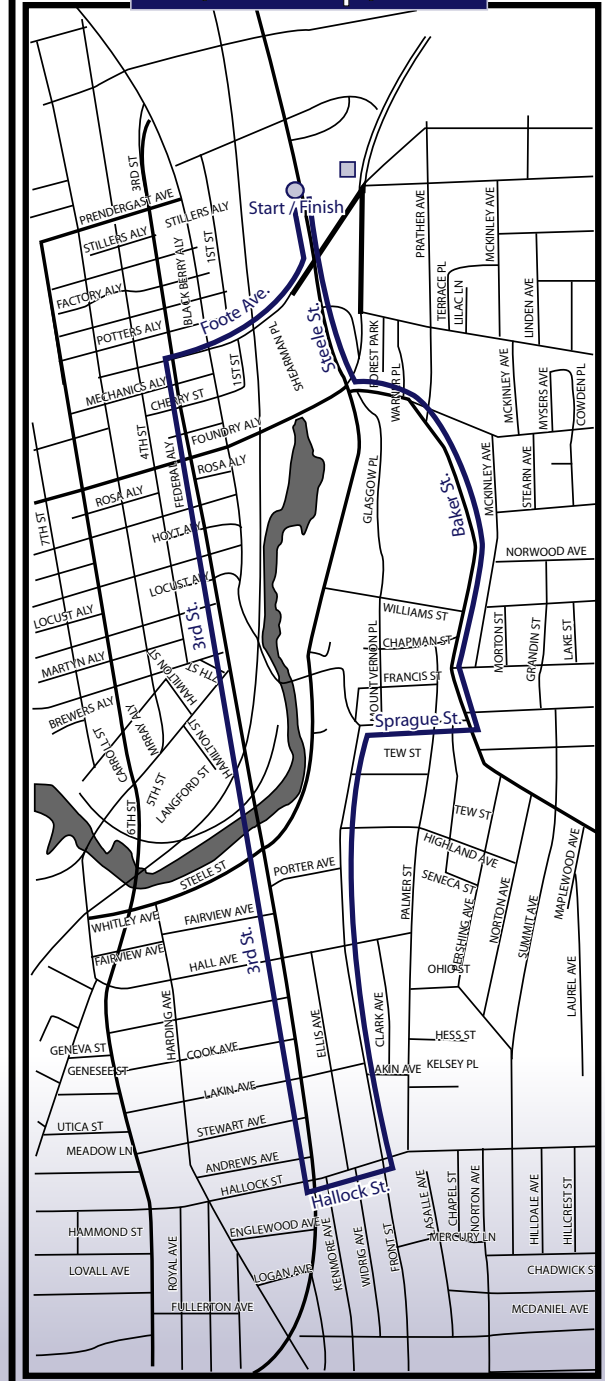 3RD ST
PRENDERGAST AVE
STILLERS ALY
STILLERS ALY
1ST ST
BLACK BERRY ALY
FACTORY ALY
POTTERS ALY
MECHANICS ALY
CHERRY ST
1ST ST
SHEARMAN PL
Start / Finish
Foote Ave.
Steele St.
PRATHER AVE
MCKINLEY AVE
TERRACE PL
LILAC LN
LINDEN AVE
FOREST PARK
WARNER PL
MCKINLEY AVE
MYSERS AVE
COWDEN PL
4TH ST
FOUNDRY ALY
FEDERAL ALY
ROSA ALY
ROSA ALY
7TH ST
HOYT ALY
GLASGOW PL
Baker St.
MCKINLEY AVE
STEARN AVE
NORWOOD AVE
LOCUST ALY
LOCUST ALY
3rd St.
WILLIAMS ST
CHAPMAN ST
FRANCIS ST
MORTON ST
GRANDIN ST
LAKE ST
MARTYN ALY
HAMILTON ST
7TH ST
BREWERS ALY
MRRAY ALY
CARROLL ST
HAMILTON ST
5TH ST
LANGFORD ST
6TH ST
OUNT VERNON PL
Sprague St.
TEW ST
TEW ST
HIGHLAND AVE
SENECA ST
STEELE ST
PORTER AVE
PALMER ST
PERSHING AVE
NORTON AVE
SUMMIT AVE
MAPLEWOOD AVE
WHITLEY AVE
FAIRVIEW AVE
FAIRVIEW AVE
HALL AVE
3rd St.
OHIO ST
LAUREL AVE
HARDING AVE
ELLIS AVE
CLARK AVE
HESS ST
KELSEY PL
GENEVA ST
GENESEE ST
COOK AVE
LAKIN AVE
AKIN AVE
UTICA ST
STEWART AVE
MEADOW LN
ANDREWS AVE
HALLOCK ST
Hallock St.
LASALLE AVE
CHAPEL ST
NORTON AVE
HILLDALE AVE
HILLCREST ST
HAMMOND ST
ENGLEWOOD AVE
MERCURY LN
LOVALL AVE
ROYAL AVE
LOGAN AVE
KENMORE AVE
WIDRIG AVE
FRONT ST
CHADWICK S
FULLERTON AVE
MCDANIEL AVE